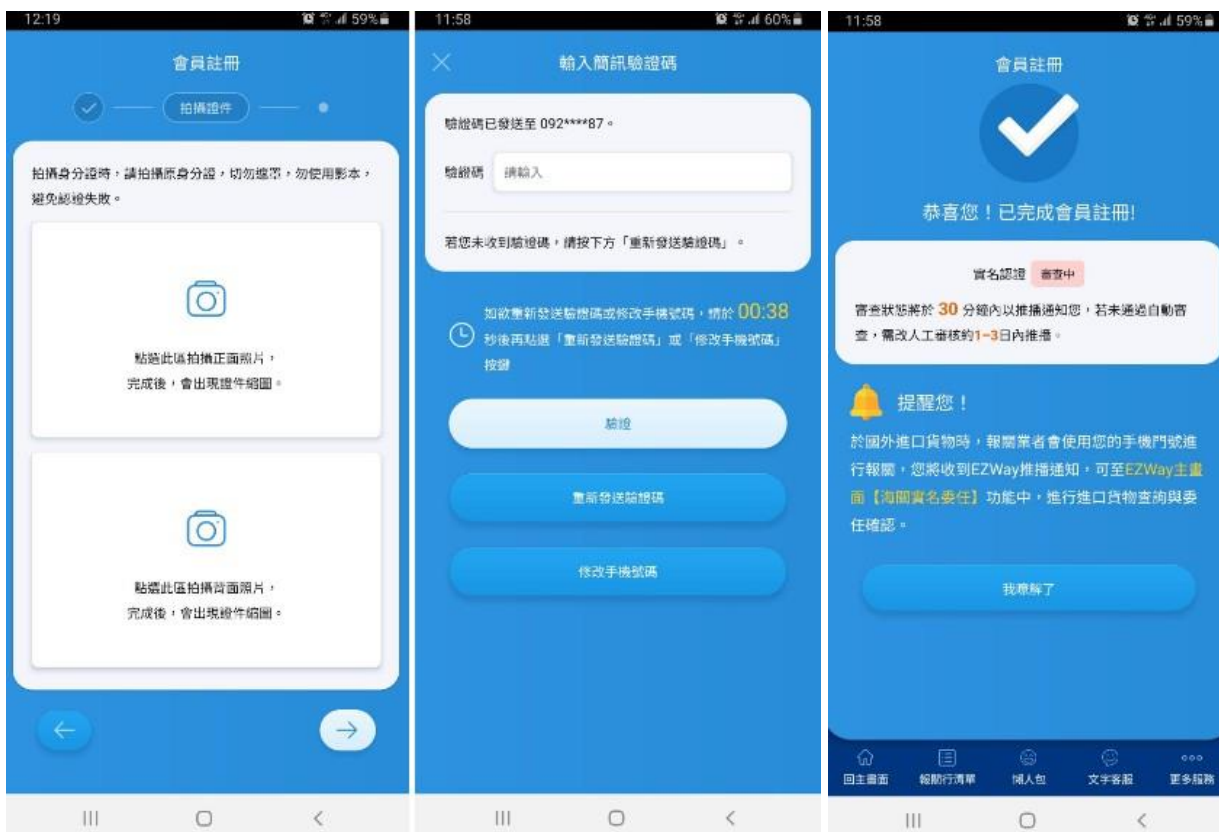 12:19
59%
會員註冊
拍攝證件
拍攝身分證時，請拍攝原身分證，切勿遮罩，勿使用影本，
避免認證失敗。
點選此區拍攝正面照片，
完成後，會出現證件縮圖。
點選此區拍攝背面照片，
完成後，會出現證件縮圖。
11:58
60%
輸入簡訊驗證碼
驗證碼已發送至 092****87。
驗證碼 請輸入
若您未收到驗證碼，請按下方「重新發送驗證碼」。
如欲重新發送驗證碼或修改手機號碼，請於 00:38
秒後再點選「重新發送驗證碼」或「修改手機號碼」
按鍵
驗證
重新發送驗證碼
修改手機號碼
11:58
59%
會員註冊
恭喜您！已完成會員註冊!
實名認證 審查中
審查狀態將於 30 分鐘內以推播通知您，若未通過自動審
查，需改人工審核約1-3日內推播。
提醒您！
於國外進口貨物時，報關業者會使用您的手機門號進
行報關，您將收到EZWay推播通知，可至EZWay主畫
面【海關實名委任】功能中，進行進口貨物查詢與委
任確認。
我瞭解了
回主畫面 報關行清單 懶人包 文字客服 更多服務